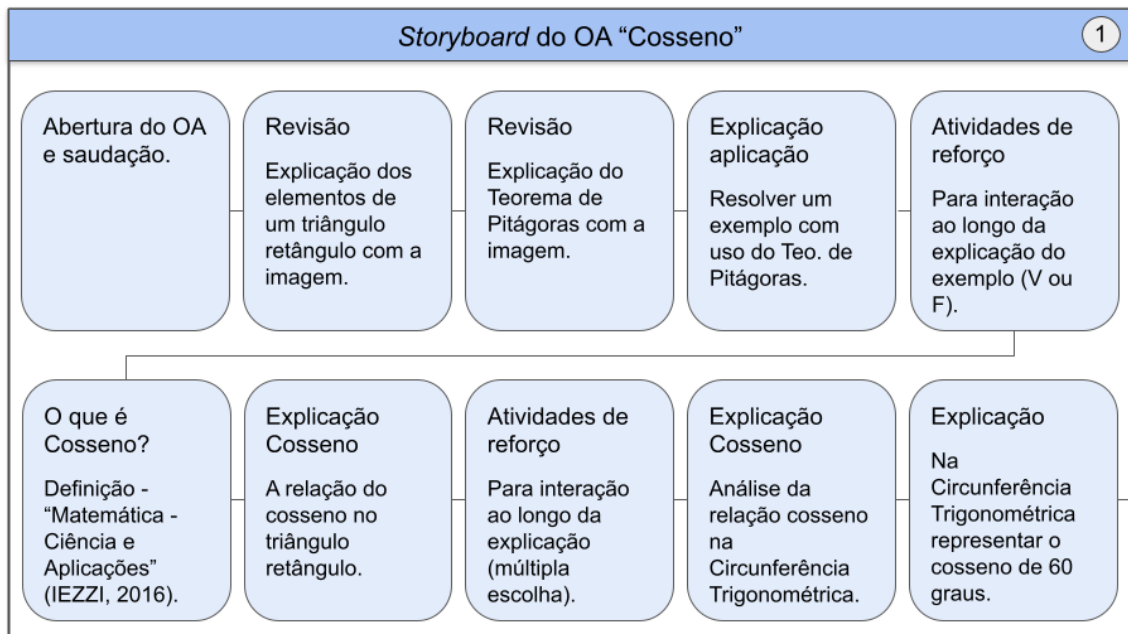 Storyboard do OA “Cosseno”
1
Abertura do OA
e saudação.
Revisão
Explicação dos
elementos de
um triângulo
retângulo com a
imagem.
Revisão
Explicação do
Teorema de
Pitágoras com a
imagem.
Explicação
aplicação
Resolver um
exemplo com
uso do Teo. de
Pitágoras.
Atividades de
reforço
Para interação
ao longo da
explicação do
exemplo (V ou
F).
O que é
Cosseno?
Definição -
“Matemática -
Ciência e
Aplicações”
(IEZZI, 2016).
Explicação
Cosseno
A relação do
cosseno no
triângulo
retângulo.
Atividades de
reforço
Para interação
ao longo da
explicação
(múltipla
escolha).
Explicação
Cosseno
Análise da
relação cosseno
na
Circunferência
Trigonométrica.
Explicação
Na
Circunferência
Trigonométrica
representar o
cosseno de 60
graus.